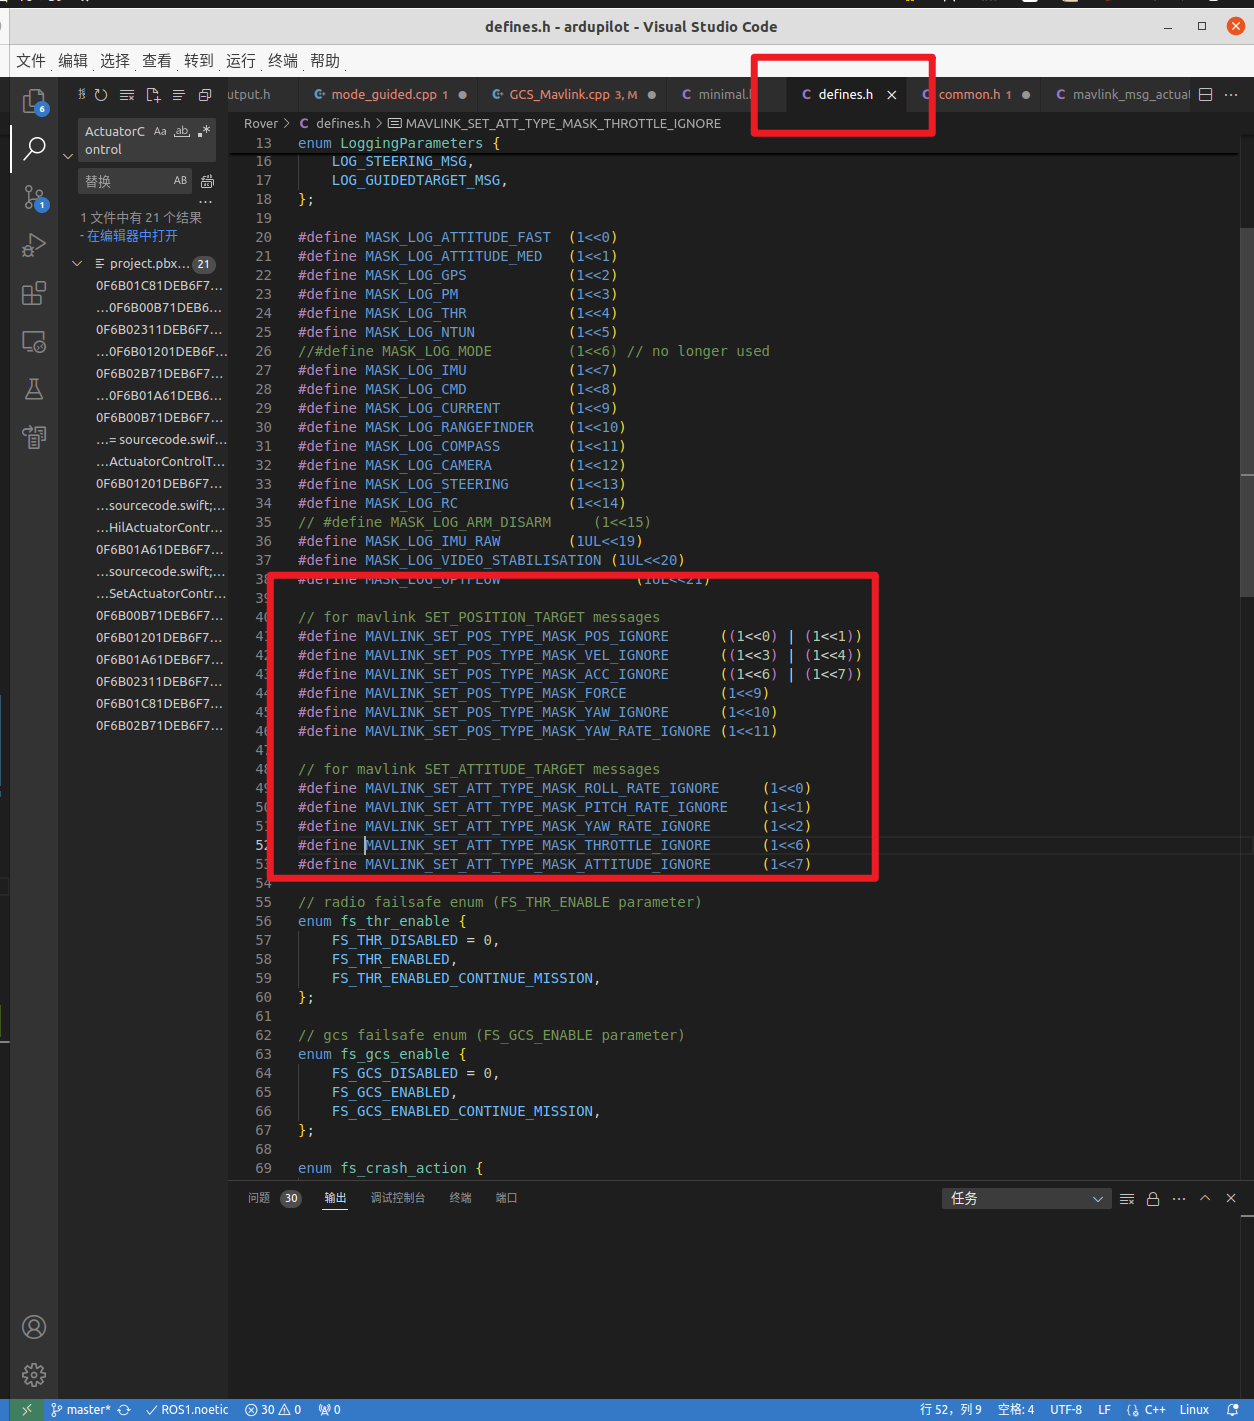 defines.h - ardupilot - Visual Studio Code
文件 编辑 选择 查看 转到 运行 终端 帮助
utput.h mode_guided.cpp 1 GCS_Mavlink.cpp 3, M minimal.h defines.h common.h 1 mavlink_msg_actual
Rover > C defines.h > MAVLINK_SET_ATT_TYPE_MASK_THROTTLE_IGNORE
ActuatorC
ontrol
Aa ab
替换 AB
1 文件中有 21 个结果
- 在编辑器中打开
project.pbx... 21
0F6B01C81DEB6F7...
...0F6B00B71DEB6...
0F6B02311DEB6F7...
...0F6B01201DEB6F...
0F6B02B71DEB6F7...
...0F6B01A61DEB6...
0F6B00B71DEB6F7...
...= sourcecode.swif...
...ActuatorControlT...
0F6B01201DEB6F7...
...sourcecode.swift;...
...HilActuatorContr...
0F6B01A61DEB6F7...
...sourcecode.swift;...
...SetActuatorContr...
0F6B00B71DEB6F7...
0F6B01201DEB6F7...
0F6B01A61DEB6F7...
0F6B02311DEB6F7...
0F6B01C81DEB6F7...
0F6B02B71DEB6F7...
13 enum LoggingParameters {
16 LOG_STEERING_MSG,
17 LOG_GUIDEDTARGET_MSG,
18 };
19
20 #define MASK_LOG_ATTITUDE_FAST (1<<0)
21 #define MASK_LOG_ATTITUDE_MED (1<<1)
22 #define MASK_LOG_GPS (1<<2)
23 #define MASK_LOG_PM (1<<3)
24 #define MASK_LOG_THR (1<<4)
25 #define MASK_LOG_NTUN (1<<5)
26 //#define MASK_LOG_MODE (1<<6) // no longer used
27 #define MASK_LOG_IMU (1<<7)
28 #define MASK_LOG_CMD (1<<8)
29 #define MASK_LOG_CURRENT (1<<9)
30 #define MASK_LOG_RANGEFINDER (1<<10)
31 #define MASK_LOG_COMPASS (1<<11)
32 #define MASK_LOG_CAMERA (1<<12)
33 #define MASK_LOG_STEERING (1<<13)
34 #define MASK_LOG_RC (1<<14)
35 // #define MASK_LOG_ARM_DISARM (1<<15)
36 #define MASK_LOG_IMU_RAW (1UL<<19)
37 #define MASK_LOG_VIDEO_STABILISATION (1UL<<20)
38 #define MASK_LOG_OPTFLOW (1UL<<21)
39
40 // for mavlink SET_POSITION_TARGET messages
41 #define MAVLINK_SET_POS_TYPE_MASK_POS_IGNORE ((1<<0) | (1<<1))
42 #define MAVLINK_SET_POS_TYPE_MASK_VEL_IGNORE ((1<<3) | (1<<4))
43 #define MAVLINK_SET_POS_TYPE_MASK_ACC_IGNORE ((1<<6) | (1<<7))
44 #define MAVLINK_SET_POS_TYPE_MASK_FORCE (1<<9)
45 #define MAVLINK_SET_POS_TYPE_MASK_YAW_IGNORE (1<<10)
46 #define MAVLINK_SET_POS_TYPE_MASK_YAW_RATE_IGNORE (1<<11)
47
48 // for mavlink SET_ATTITUDE_TARGET messages
49 #define MAVLINK_SET_ATT_TYPE_MASK_ROLL_RATE_IGNORE (1<<0)
50 #define MAVLINK_SET_ATT_TYPE_MASK_PITCH_RATE_IGNORE (1<<1)
51 #define MAVLINK_SET_ATT_TYPE_MASK_YAW_RATE_IGNORE (1<<2)
52 #define MAVLINK_SET_ATT_TYPE_MASK_THROTTLE_IGNORE (1<<6)
53 #define MAVLINK_SET_ATT_TYPE_MASK_ATTITUDE_IGNORE (1<<7)
54
55 // radio failsafe enum (FS_THR_ENABLE parameter)
56 enum fs_thr_enable {
57 FS_THR_DISABLED = 0,
58 FS_THR_ENABLED,
59 FS_THR_ENABLED_CONTINUE_MISSION,
60 };
61
62 // gcs failsafe enum (FS_GCS_ENABLE parameter)
63 enum fs_gcs_enable {
64 FS_GCS_DISABLED = 0,
65 FS_GCS_ENABLED,
66 FS_GCS_ENABLED_CONTINUE_MISSION,
67 };
68
69 enum fs_crash_action {
问题 30 输出 调试控制台 终端 端口 任务
master* ROS1.noetic 30 0 0 行 52，列 9 空格: 4 UTF-8 LF C++ Linux